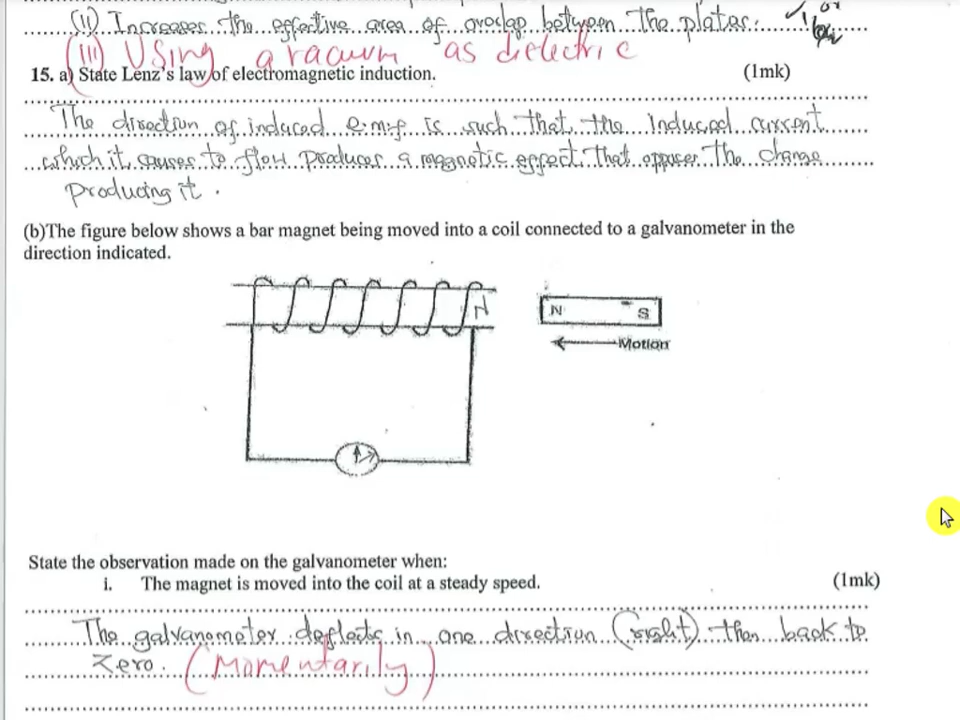 (ii) Increases the effective area of overlap between the plates. ✓1 or
(iii) Using a vacuum as dielectric
15. a) State Lenz's law of electromagnetic induction. (1mk)
The direction of induced e.m.f is such that the induced current
which it causes to flow produces a magnetic effect that opposes the change
producing it.
(b)The figure below shows a bar magnet being moved into a coil connected to a galvanometer in the
direction indicated.
N
N S
Motion
State the observation made on the galvanometer when:
i. The magnet is moved into the coil at a steady speed. (1mk)
The galvanometer deflects in one direction (right) then back to
zero. (Momentarily)